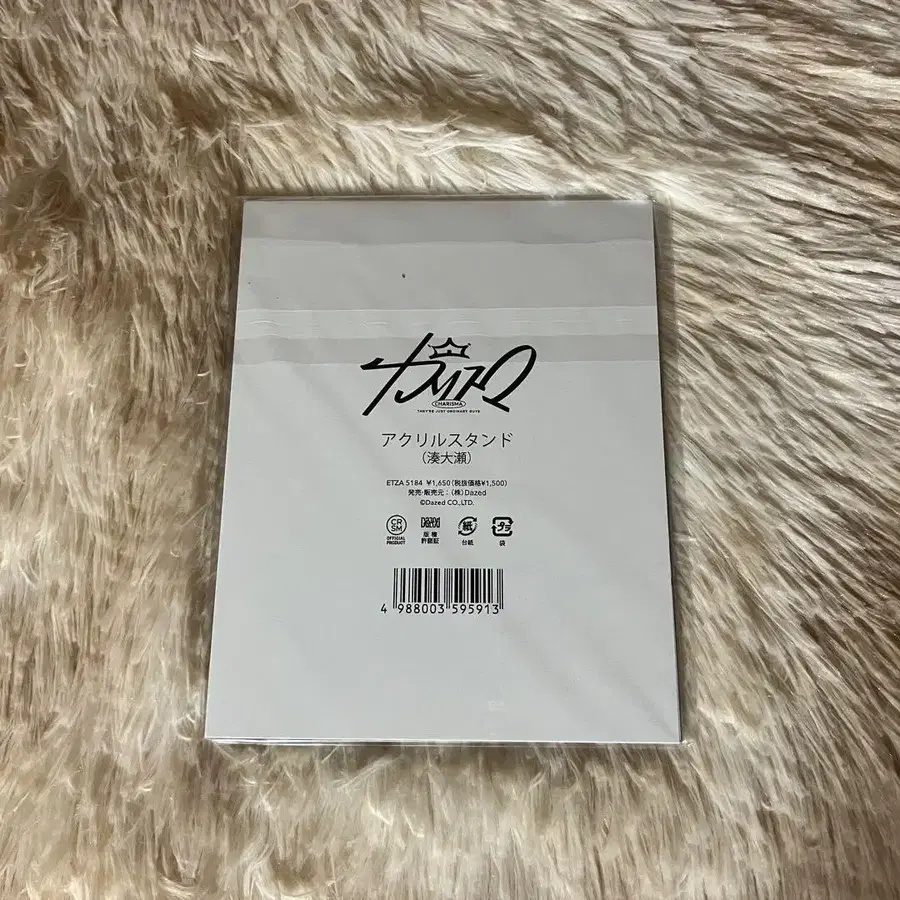 カリスマ
CHARISMA
THEY'RE JUST ORDINARY GUYS
アクリルスタンド
(湊大瀬)
ETZA 5184 ¥1,650(税抜価格¥1,500)
発売・販売元:(株)Dazed
©Dazed CO.,LTD.
CRSM
OFFICIAL PRODUCT
Dazed
版権許諾証
紙
台紙
プラ
袋
4 988003 595913